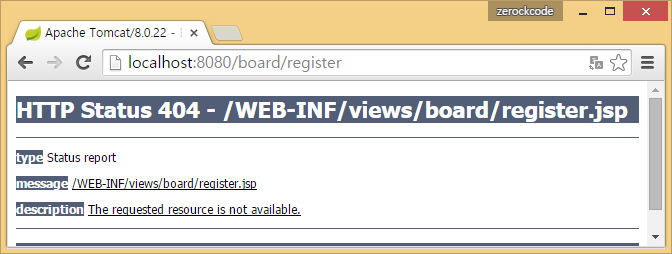 zerockcode
Apache Tomcat/8.0.22 -
localhost:8080/board/register
HTTP Status 404 - /WEB-INF/views/board/register.jsp
type Status report
message /WEB-INF/views/board/register.jsp
description The requested resource is not available.